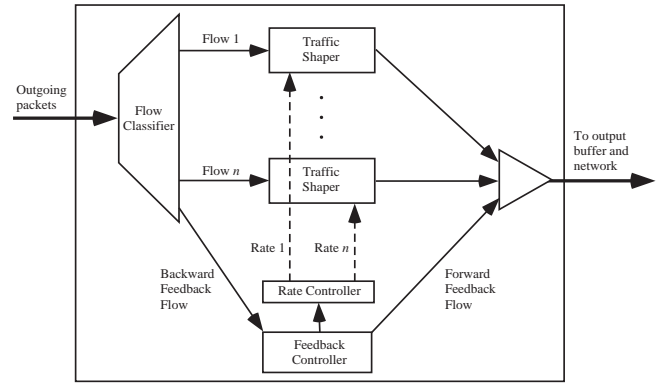 Outgoing
packets
Flow
Classifier
Flow 1
Traffic
Shaper
Flow n
Traffic
Shaper
To output
buffer and
network
Rate 1
Rate n
Backward
Feedback
Flow
Rate Controller
Feedback
Controller
Forward
Feedback
Flow